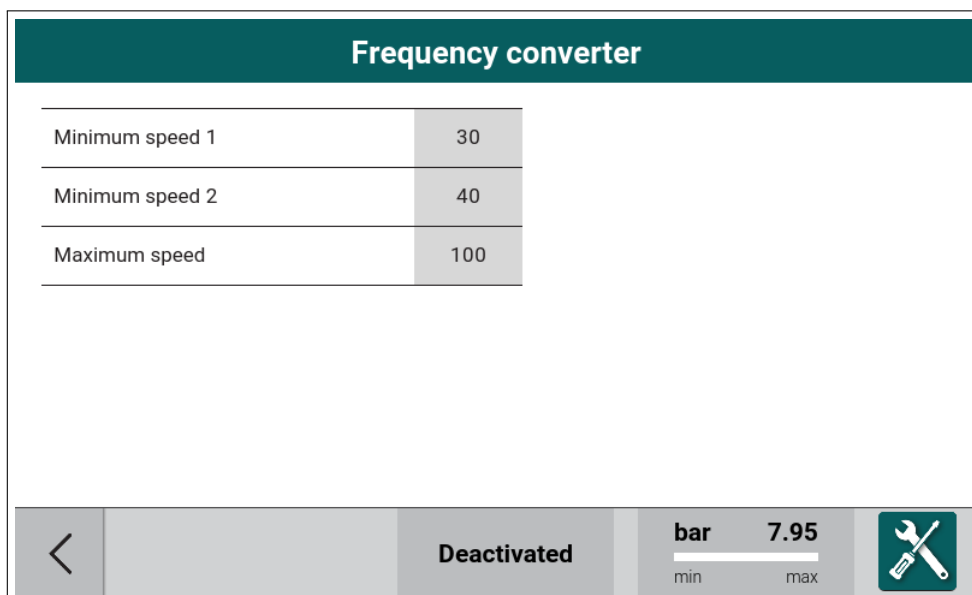 Frequency converter
Minimum speed 1 30
Minimum speed 2 40
Maximum speed 100
Deactivated
bar 7.95
min max